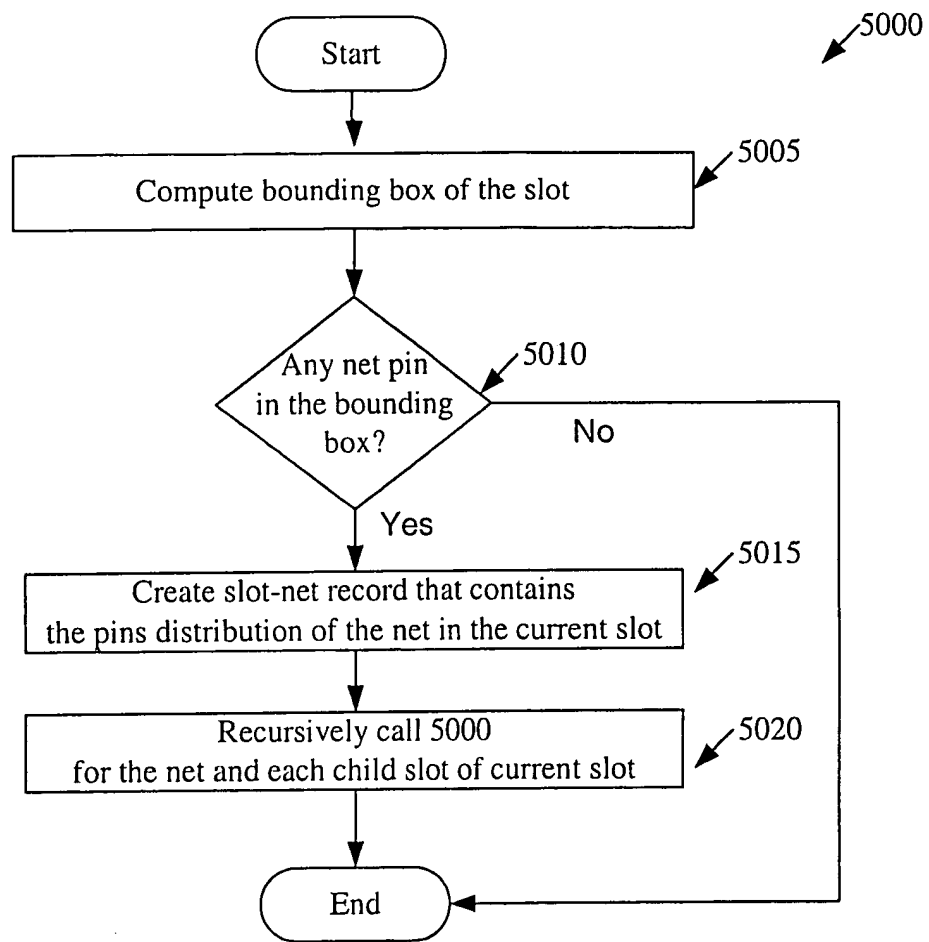 5000
Start
5005
Compute bounding box of the slot
5010
Any net pin
in the bounding
box?
No
Yes
5015
Create slot-net record that contains
the pins distribution of the net in the current slot
5020
Recursively call 5000
for the net and each child slot of current slot
End